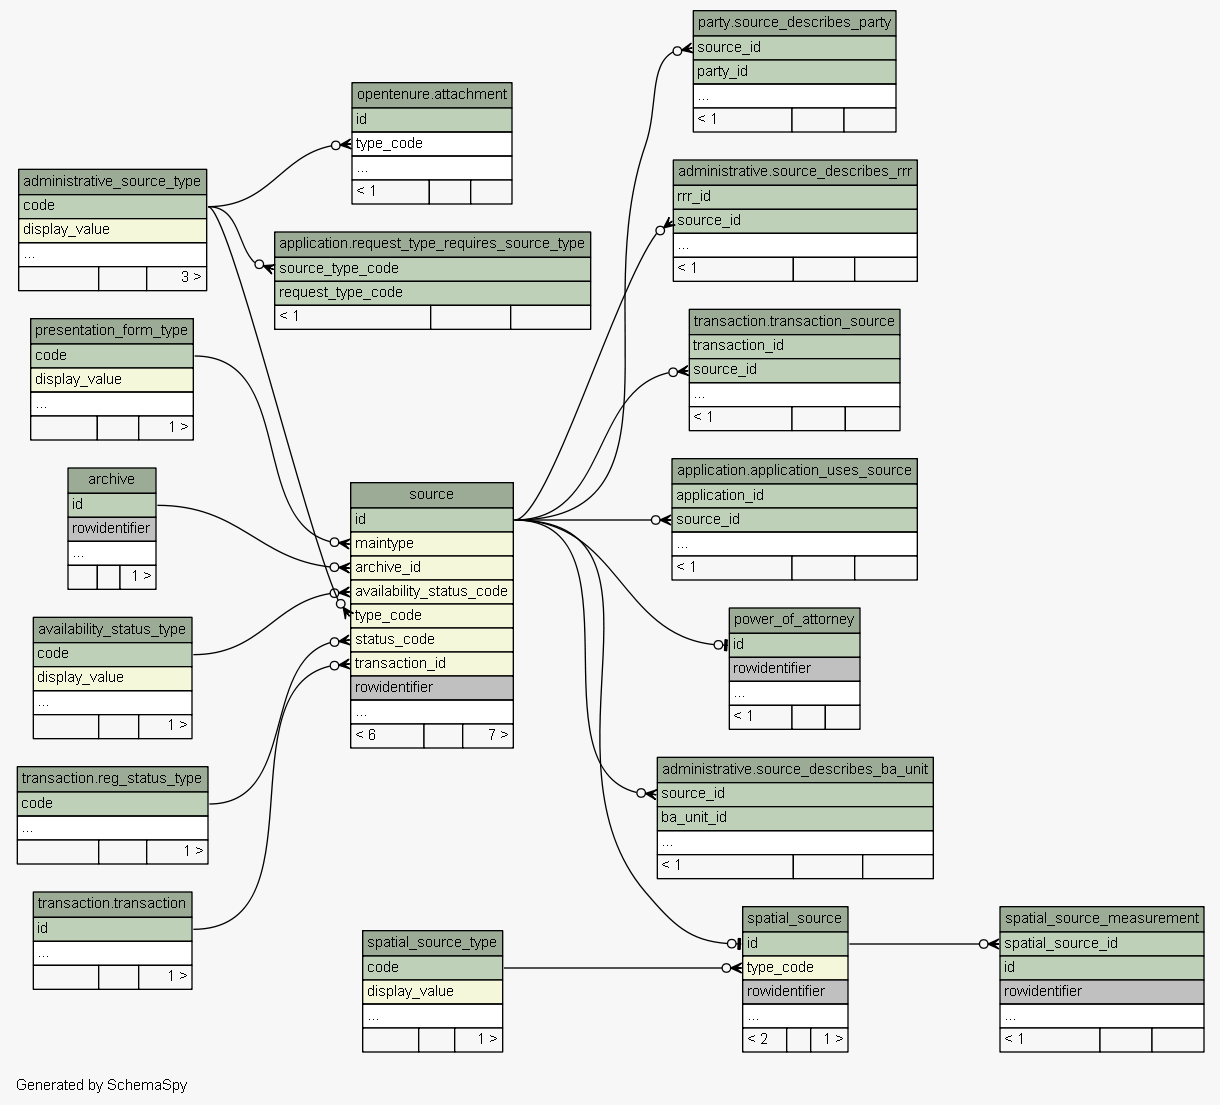 party.source_describes_party
source_id
party_id
...
< 1
opentenure.attachment
id
type_code
...
< 1
administrative.source_describes_rrr
rrr_id
source_id
...
< 1
administrative_source_type
code
display_value
...
3 >
application.request_type_requires_source_type
source_type_code
request_type_code
< 1
transaction.transaction_source
transaction_id
source_id
...
< 1
presentation_form_type
code
display_value
...
1 >
application.application_uses_source
application_id
source_id
...
< 1
archive
id
rowidentifier
...
1 >
source
id
maintype
archive_id
availability_status_code
type_code
status_code
transaction_id
rowidentifier
...
< 6
7 >
power_of_attorney
id
rowidentifier
...
< 1
availability_status_type
code
display_value
...
1 >
administrative.source_describes_ba_unit
source_id
ba_unit_id
...
< 1
transaction.reg_status_type
code
...
1 >
transaction.transaction
id
...
1 >
spatial_source_type
code
display_value
...
1 >
spatial_source
id
type_code
rowidentifier
...
< 2
1 >
spatial_source_measurement
spatial_source_id
id
rowidentifier
...
< 1
Generated by SchemaSpy